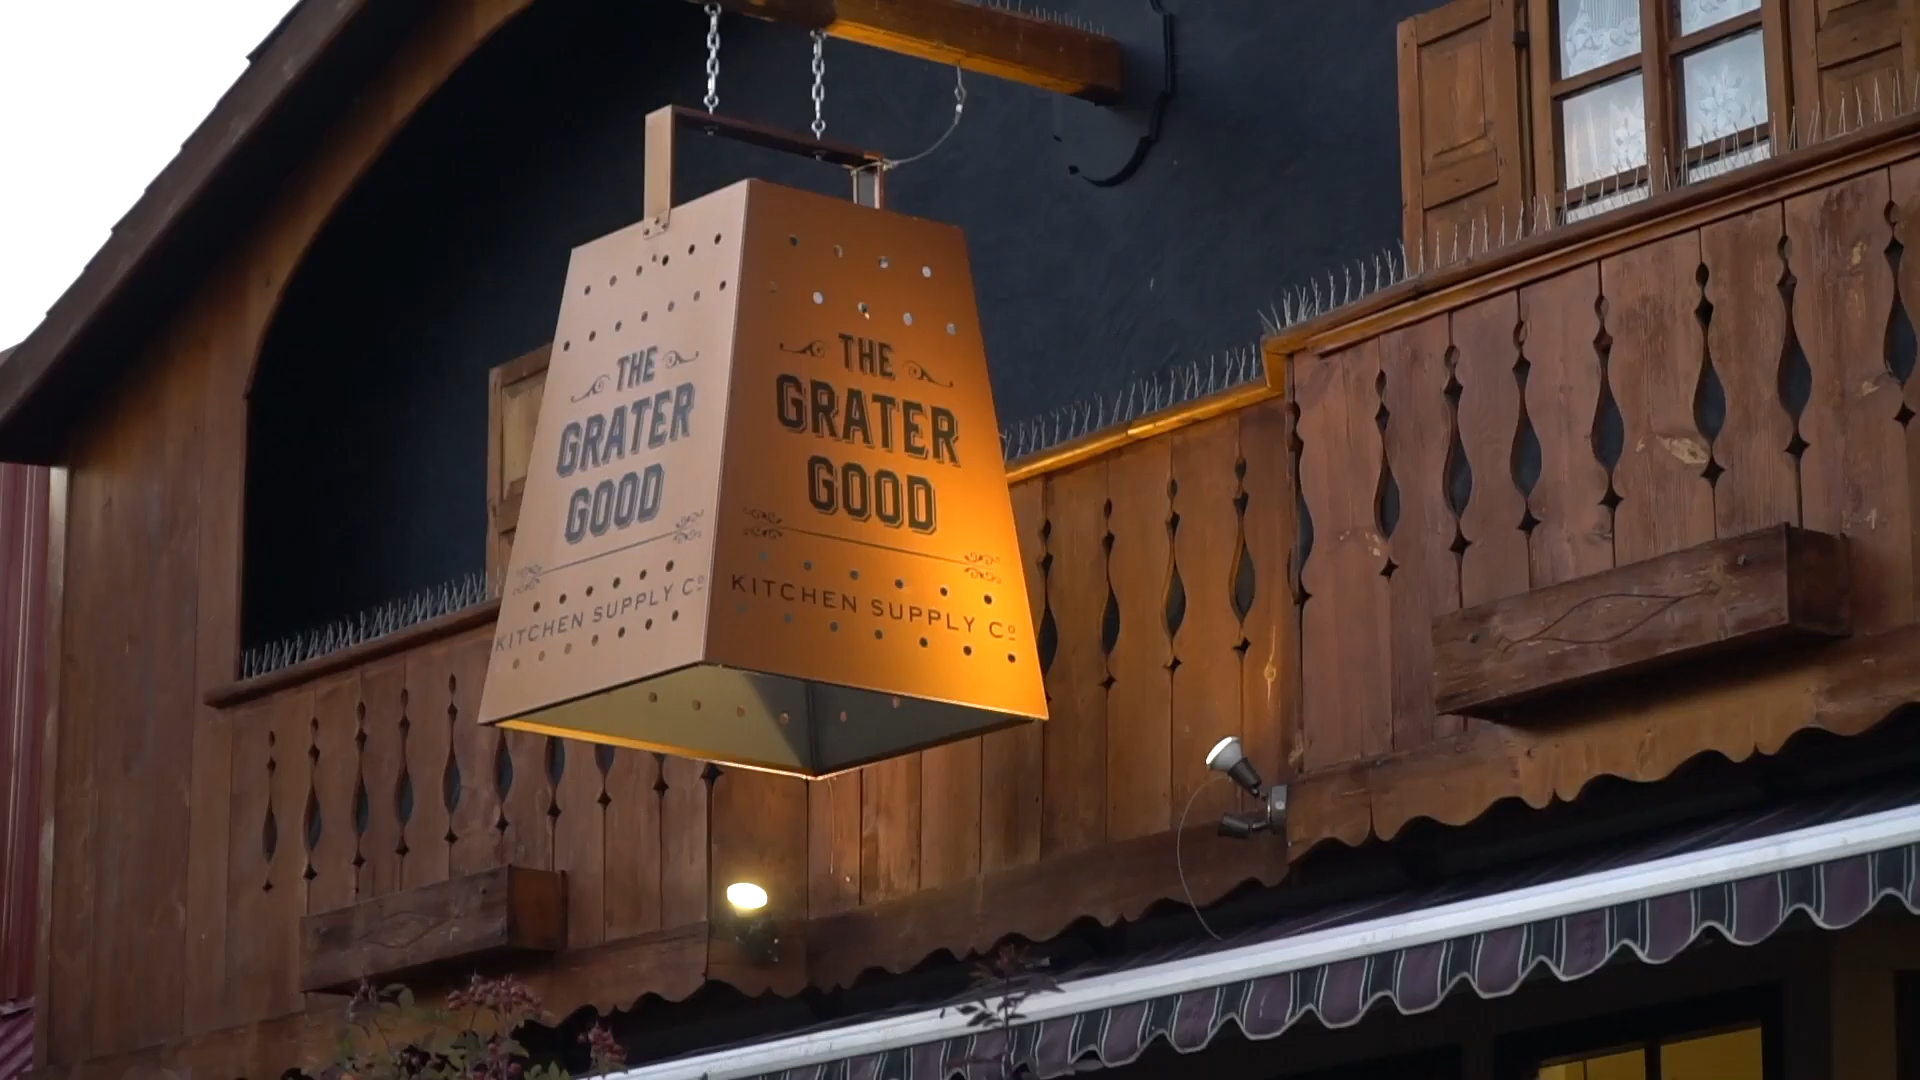 THE
GRATER
GOOD
KITCHEN SUPPLY Cº
THE
GRATER
GOOD
KITCHEN SUPPLY Cº